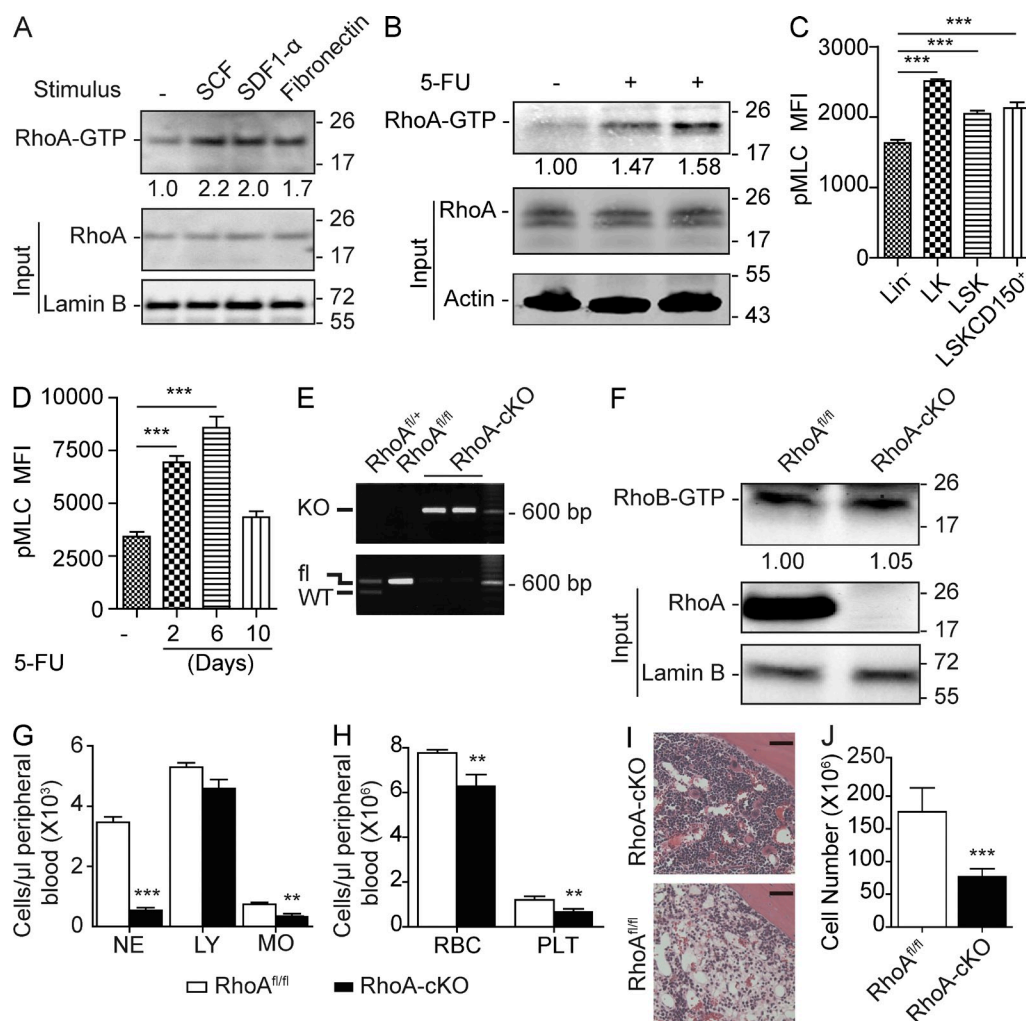 A
Stimulus
-
SCF
SDF1-α
Fibronectin
RhoA-GTP
26
17
1.0 2.2 2.0 1.7
Input
RhoA
26
17
Lamin B
72
55
B
5-FU - + +
RhoA-GTP
26
17
1.00 1.47 1.58
Input
RhoA
26
17
Actin
55
43
C
pMLC MFI
3000
2000
1000
0
Lin⁻
LK
LSK
LSKCD150⁺
***
***
***
D
pMLC MFI
10000
7500
5000
2500
0
***
***
- 2 6 10
5-FU (Days)
E
RhoA^fl/+
RhoA^fl/fl
RhoA-cKO
KO
600 bp
fl
WT
600 bp
F
RhoA^fl/fl
RhoA-cKO
RhoB-GTP
26
17
1.00 1.05
Input
RhoA
26
17
Lamin B
72
55
G
Cells/µl peripheral
blood (X10³)
6
3
0
***
**
NE LY MO
H
Cells/µl peripheral
blood (X10⁶)
8
6
4
2
0
**
**
RBC PLT
RhoA^fl/fl RhoA-cKO
I
RhoA-cKO
RhoA^fl/fl
J
Cell Number (X10⁶)
250
200
150
100
50
0
***
RhoA^fl/fl
RhoA-cKO